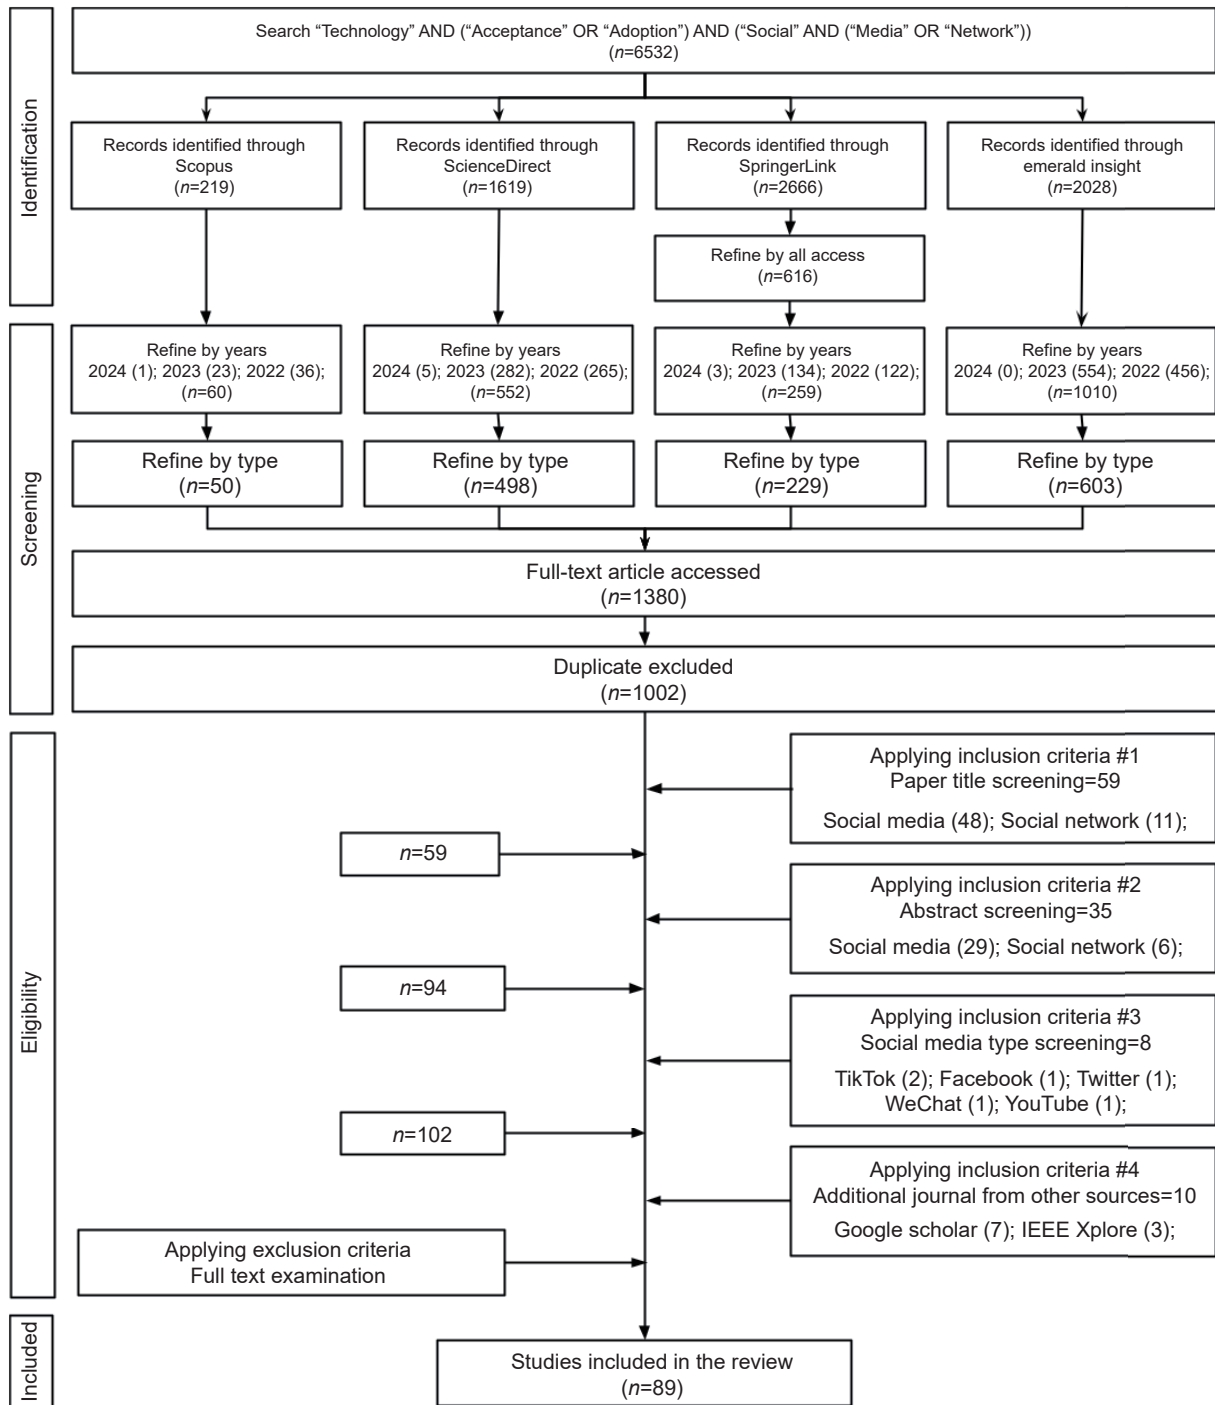 Identification
Search “Technology” AND (“Acceptance” OR “Adoption”) AND (“Social” AND (“Media” OR “Network”))
(n=6532)
Records identified through
Scopus
(n=219)
Records identified through
ScienceDirect
(n=1619)
Records identified through
SpringerLink
(n=2666)
Records identified through
emerald insight
(n=2028)
Refine by all access
(n=616)
Screening
Refine by years
2024 (1); 2023 (23); 2022 (36);
(n=60)
Refine by years
2024 (5); 2023 (282); 2022 (265);
(n=552)
Refine by years
2024 (3); 2023 (134); 2022 (122);
(n=259)
Refine by years
2024 (0); 2023 (554); 2022 (456);
(n=1010)
Refine by type
(n=50)
Refine by type
(n=498)
Refine by type
(n=229)
Refine by type
(n=603)
Full-text article accessed
(n=1380)
Duplicate excluded
(n=1002)
Eligibility
Applying inclusion criteria #1
Paper title screening=59
Social media (48); Social network (11);
n=59
Applying inclusion criteria #2
Abstract screening=35
Social media (29); Social network (6);
n=94
Applying inclusion criteria #3
Social media type screening=8
TikTok (2); Facebook (1); Twitter (1);
WeChat (1); YouTube (1);
n=102
Applying inclusion criteria #4
Additional journal from other sources=10
Google scholar (7); IEEE Xplore (3);
Applying exclusion criteria
Full text examination
Included
Studies included in the review
(n=89)